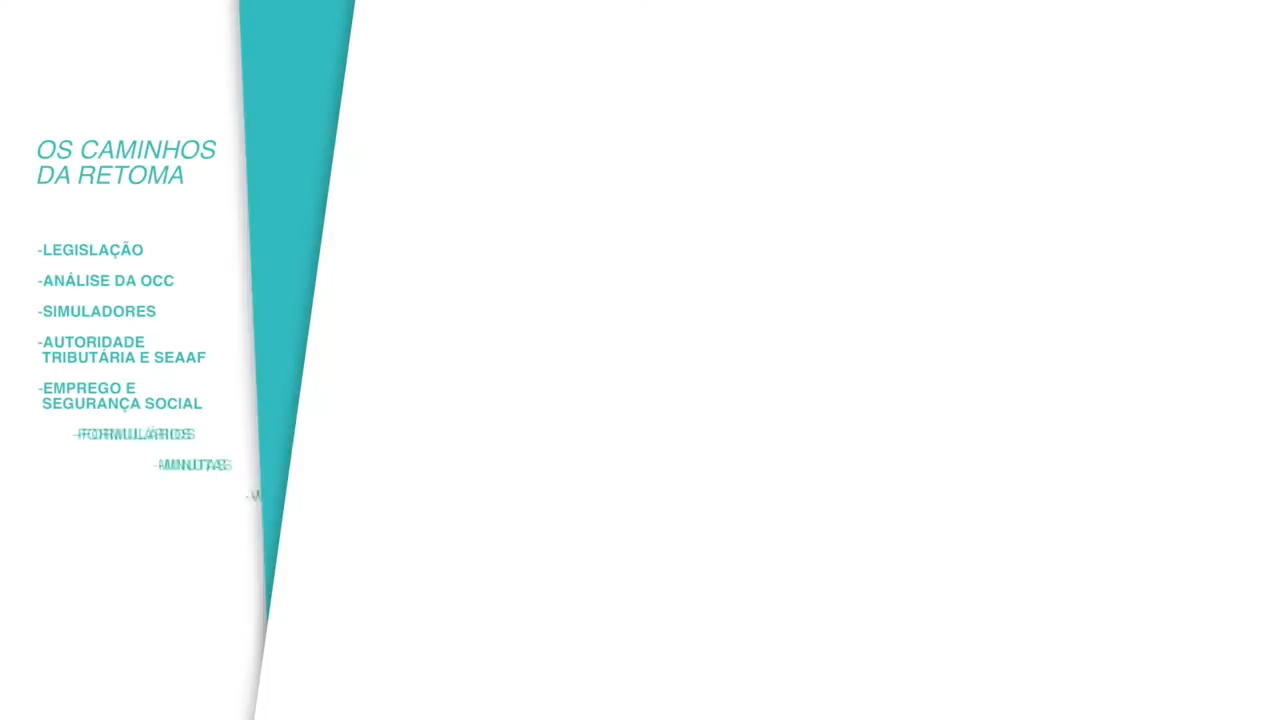 OS CAMINHOS
DA RETOMA
-LEGISLAÇÃO
-ANÁLISE DA OCC
-SIMULADORES
-AUTORIDADE
TRIBUTÁRIA E SEAAF
-EMPREGO E
SEGURANÇA SOCIAL
-FORMULÁRIOS
-MINUTAS